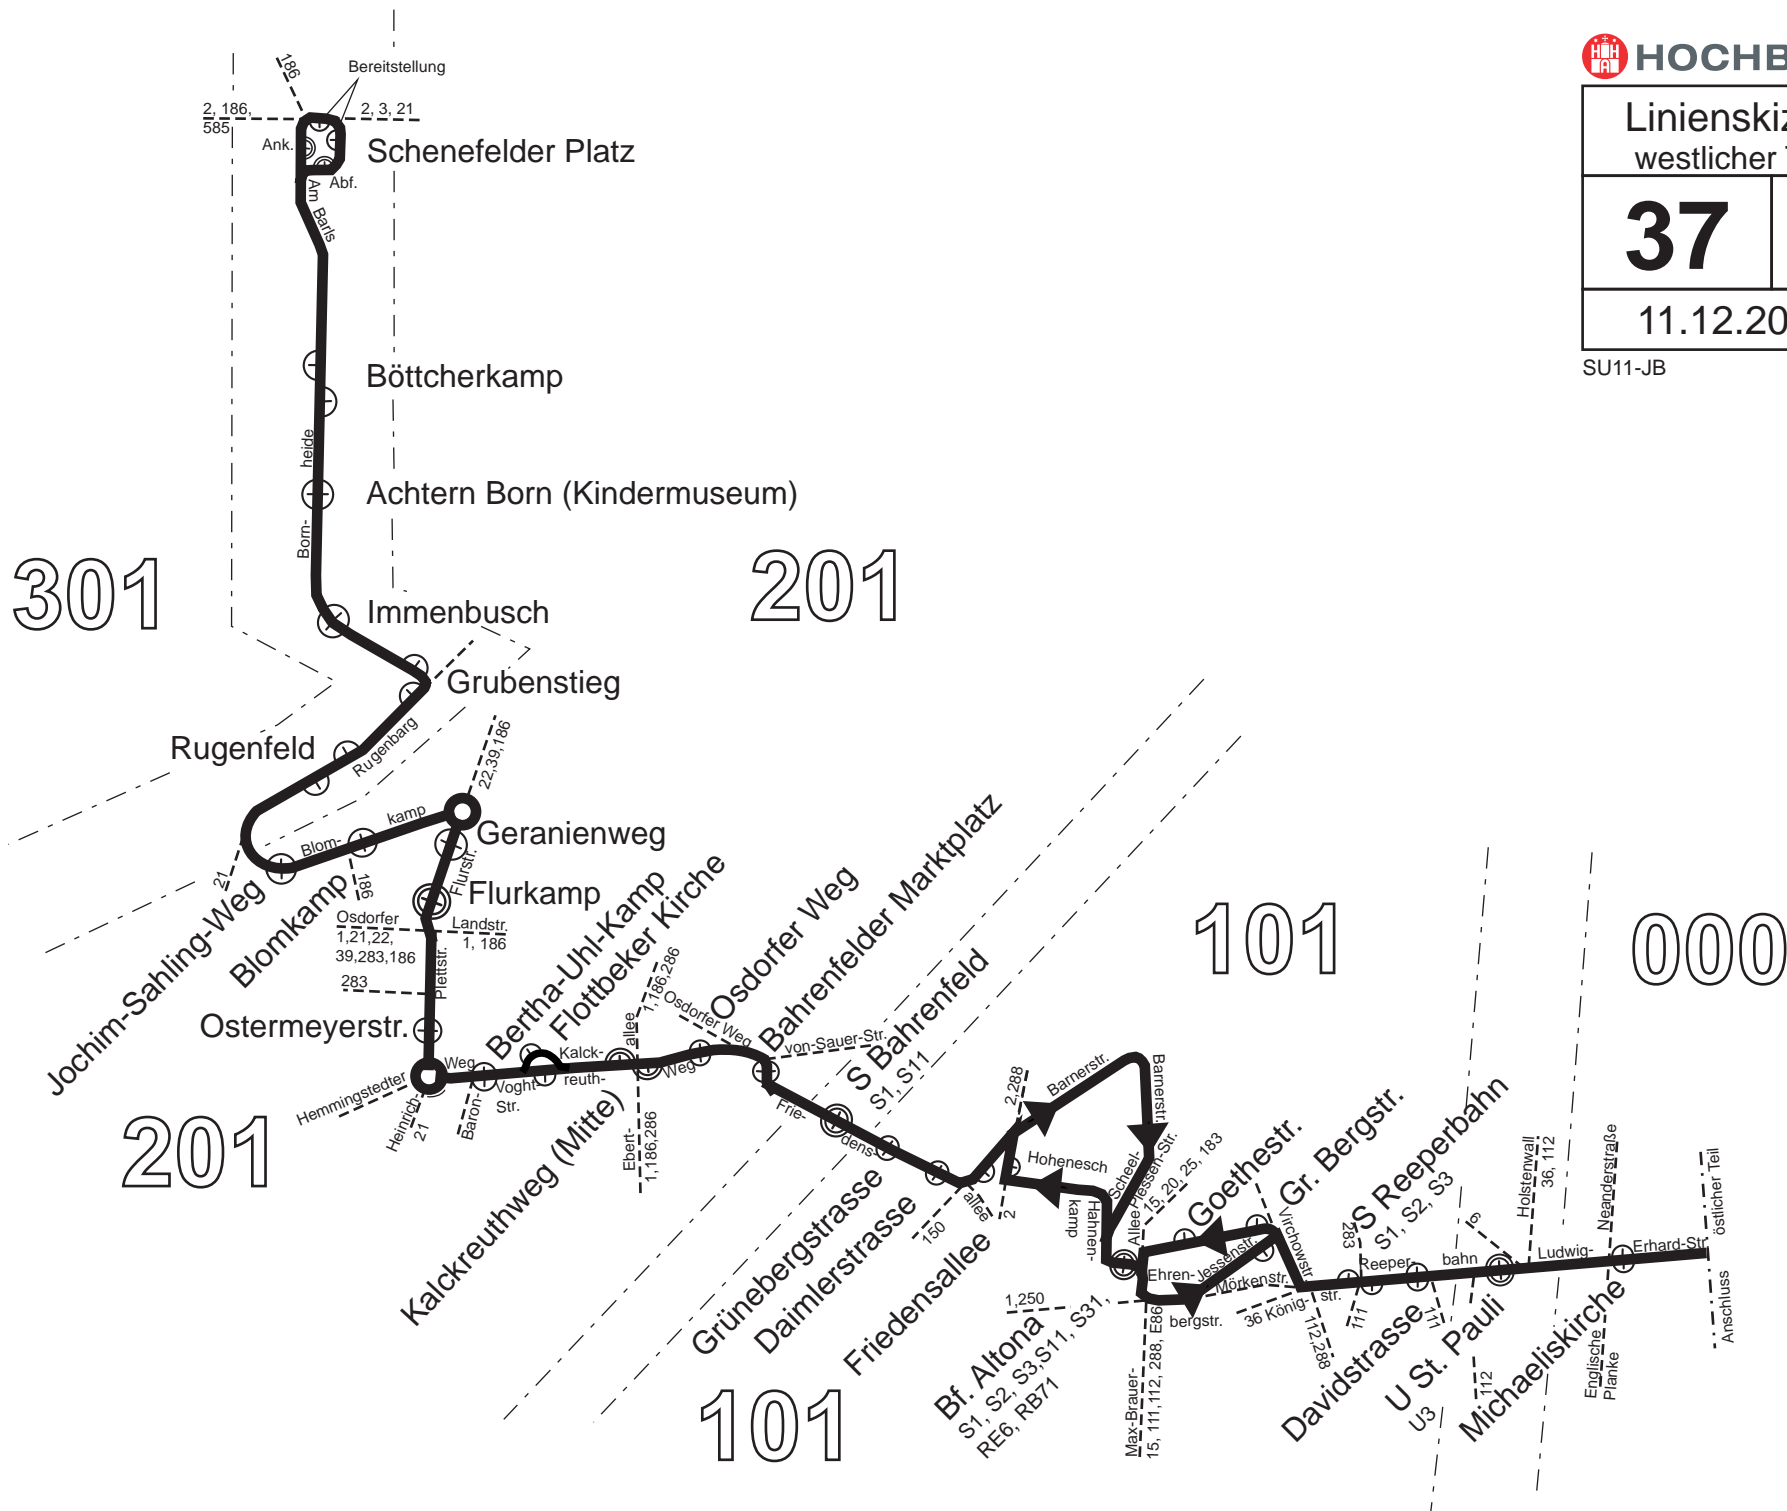 HOCHB
Linienskiz
westlicher T
37
11.12.20
SU11-JB
186
Bereitstellung
2, 186,
585
2, 3, 21
Ank.
Schenefelder Platz
Abf.
Am Barls
Böttcherkamp
heide
Achtern Born (Kindermuseum)
Born-
301
201
Immenbusch
Grubenstieg
Rugenfeld
Rugenbarg
22,39,186
kamp
Blom-
Geranienweg
Flurstr.
21
186
Flurkamp
Jochim-Sahling-Weg
Blomkamp
Osdorfer
Landstr.
1,21,22,
39,283,186
1, 186
283
Plettstr.
Ostermeyerstr.
Hemmingstedter
Weg
Heinrich-
21
Baron-
Voght-
Str.
Bertha-Uhl-Kamp
Flottbeker Kirche
Kalck-
reuth-
Weg
allee
1,186,286
Ebert-
1,186,286
Kalckreuthweg (Mitte)
Osdorfer Weg
Osdorfer Weg
Bahrenfelder Marktplatz
von-Sauer-Str.
S Bahrenfeld
S1, S11
Frie-
dens-
allee
201
Grünebergstrasse
Daimlerstrasse
150
2
Friedensallee
2,288
Barnerstr.
Barnerstr.
Hohenesch
Hahnen-
kamp
Scheel-
Plessen-Str.
15, 20, 25, 183
Allee
Goethestr.
Gr. Bergstr.
101
000
Ehren-
Jessenstr.
Mörkenstr.
bergstr.
Virchowstr.
36 König-
str.
112,288
1,250
Bf. Altona
S1, S2, S3,S11, S31,
RE6, RB71
Max-Brauer-
15, 111,112, 288, E86
283
S Reeperbahn
S1, S2, S3
Reeper-
bahn
111
111
Davidstrasse
6
U St. Pauli
U3
112
Holstenwall
36, 112
Ludwig-
Erhard-Str.
Neanderstraße
Englische
Planke
Michaeliskirche
östlicher Teil
Anschluss
101